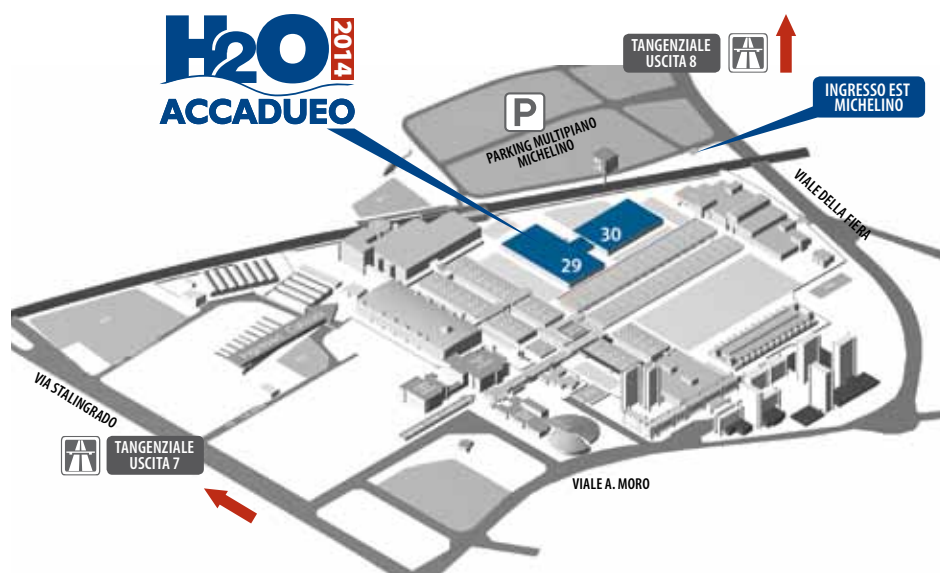 H2O
2014
ACCADUEO
TANGENZIALE
USCITA 8
INGRESSO EST
MICHELINO
P
PARKING MULTIPIANO
MICHELINO
VIALE DELLA FIERA
30
29
VIA STALINGRADO
TANGENZIALE
USCITA 7
VIALE A. MORO